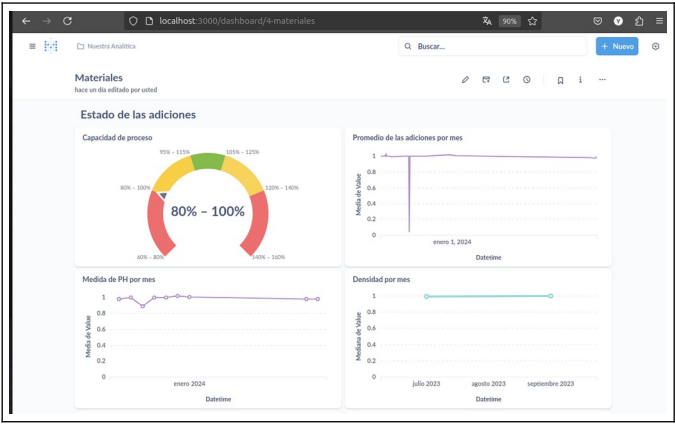 localhost:3000/dashboard/4-materiales
90%
Nuestra Analítica
Buscar...
+ Nuevo
Materiales
hace un día editado por usted
Estado de las adiciones
Capacidad de proceso
95% – 115%
105% – 125%
80% – 100%
120% – 140%
80% – 100%
60% – 80%
140% – 160%
Promedio de las adiciones por mes
Media de Value
1
0.8
0.6
0.4
0.2
0
enero 1, 2024
Datetime
Medida de PH por mes
Media de Value
1
0.8
0.6
0.4
0.2
0
enero 2024
Datetime
Densidad por mes
Mediana de Value
1
0.8
0.6
0.4
0.2
0
julio 2023 agosto 2023 septiembre 2023
Datetime